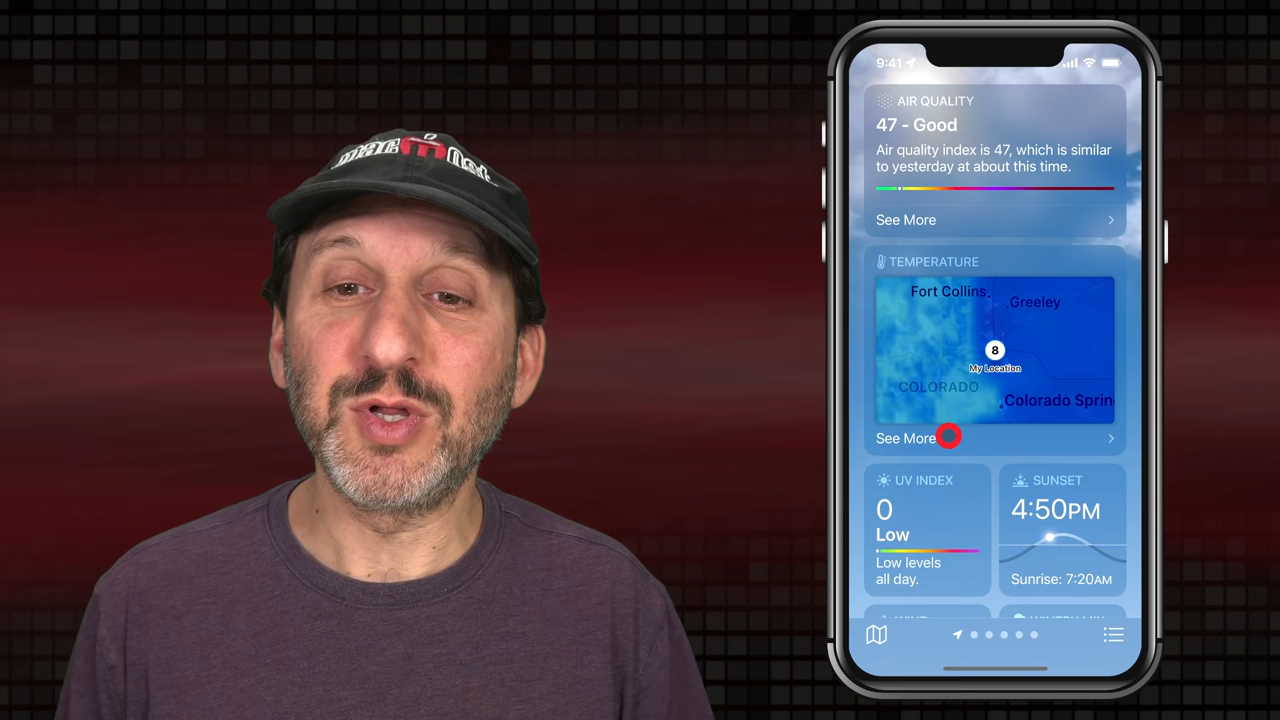 macmost
9:41
AIR QUALITY
47 - Good
Air quality index is 47, which is similar
to yesterday at about this time.
See More
TEMPERATURE
Fort Collins
Greeley
8
My Location
COLORADO
Colorado Sprin
See More
UV INDEX
0
Low
Low levels
all day.
SUNSET
4:50PM
Sunrise: 7:20AM